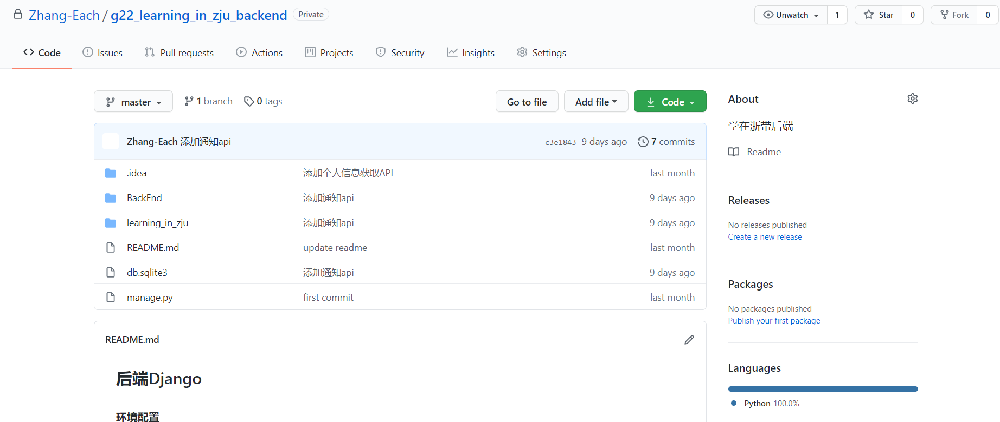 Zhang-Each / g22_learning_in_zju_backend Private Unwatch 1 Star 0 Fork 0
Code Issues Pull requests Actions Projects Security Insights Settings
master 1 branch 0 tags Go to file Add file Code
Zhang-Each 添加通知api c3e1843 9 days ago 7 commits
.idea 添加个人信息获取API last month
BackEnd 添加通知api 9 days ago
learning_in_zju 添加通知api 9 days ago
README.md update readme last month
db.sqlite3 添加通知api 9 days ago
manage.py first commit last month
README.md
后端Django
环境配置
About
学在浙带后端
Readme
Releases
No releases published
Create a new release
Packages
No packages published
Publish your first package
Languages
Python 100.0%